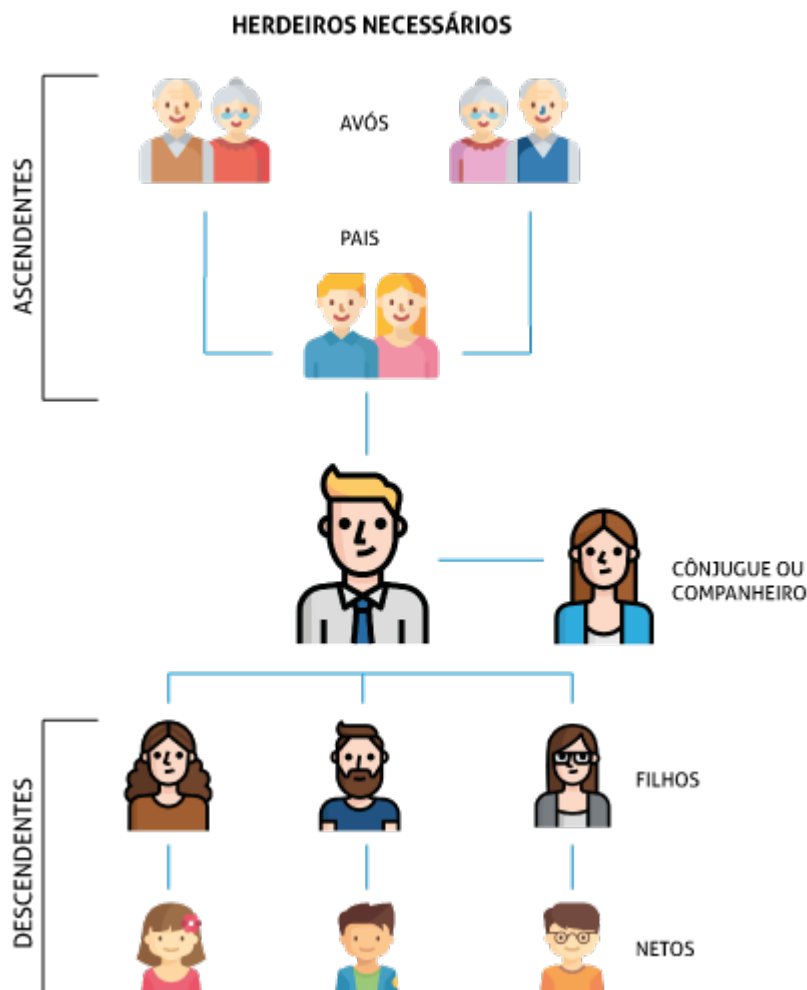 HERDEIROS NECESSÁRIOS
AVÓS
ASCENDENTES
PAIS
CÔNJUGUE OU
COMPANHEIRO
DESCENDENTES
FILHOS
NETOS